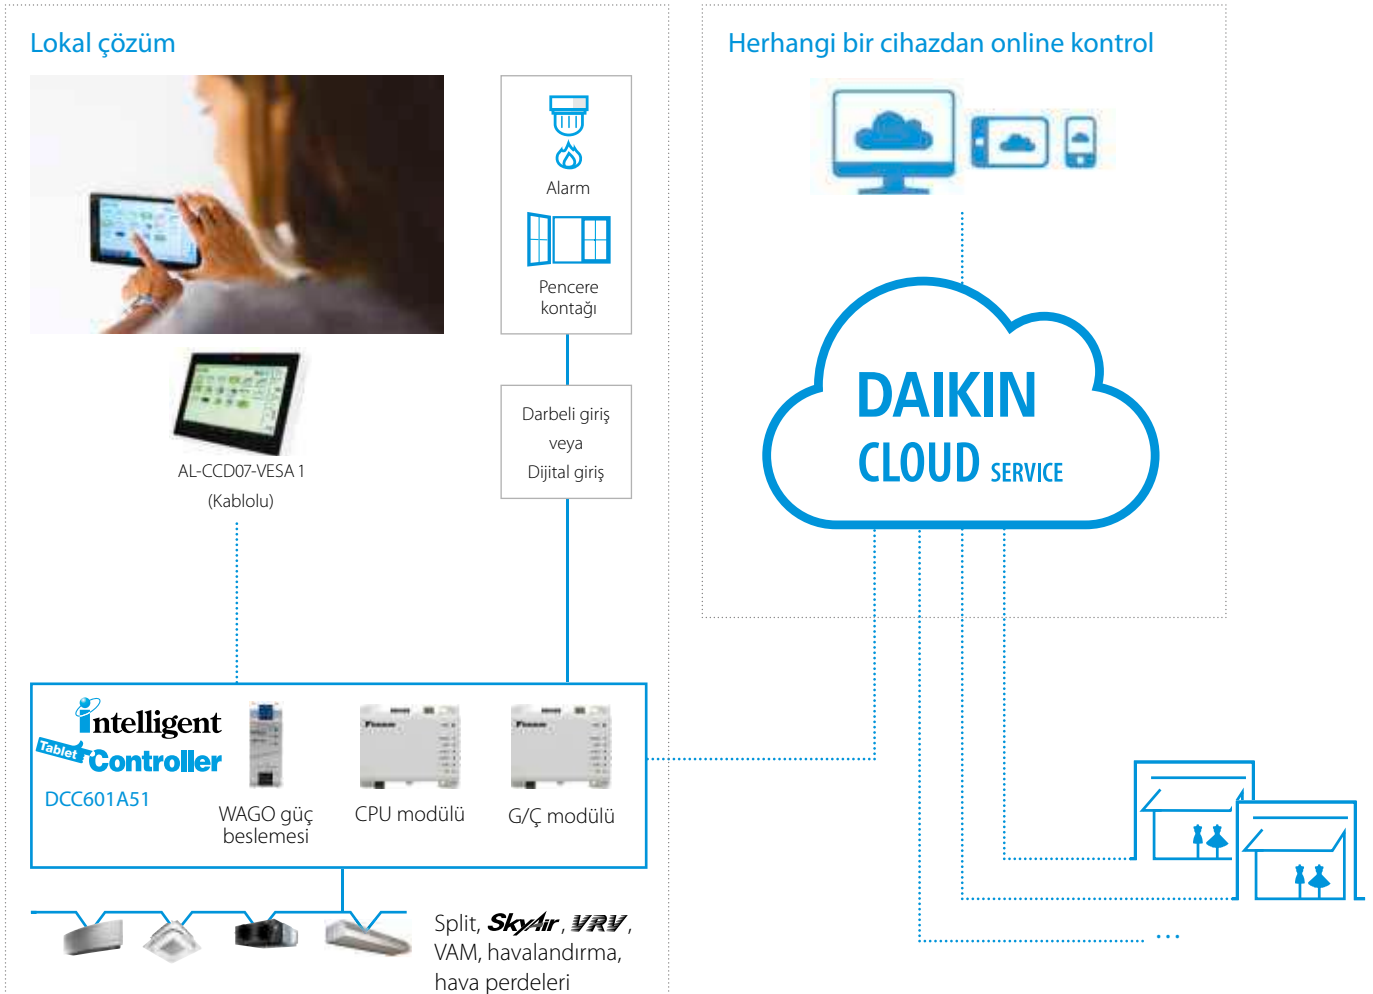 Lokal çözüm
Alarm
Pencere
kontağı
Darbeli giriş
veya
Dijital giriş
AL-CCD07-VESA 1
(Kablolu)
intelligent
Tablet
Controller
DCC601A51
WAGO güç
beslemesi
CPU modülü
G/Ç modülü
Split, SkyAir, VRV,
VAM, havalandırma,
hava perdeleri
Herhangi bir cihazdan online kontrol
DAIKIN
CLOUD SERVICE
...